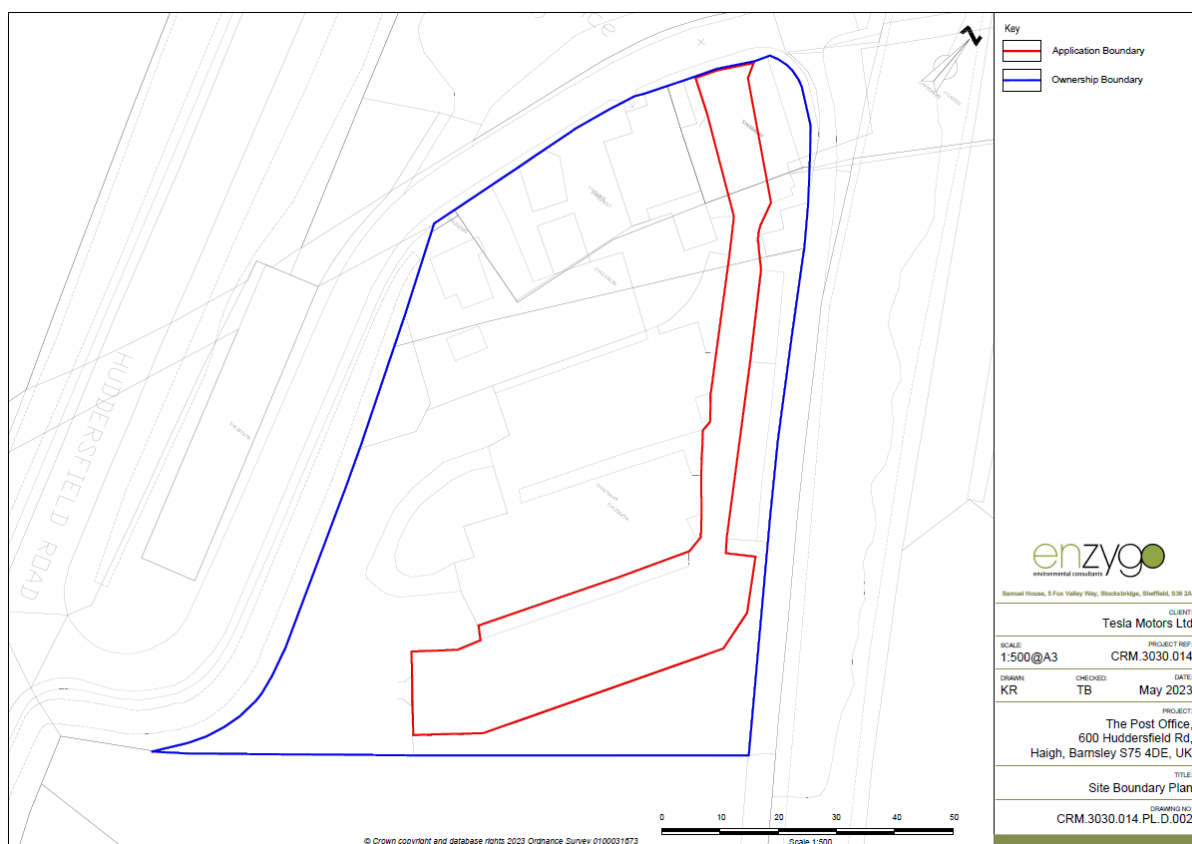 HUDDERSFIELD ROAD
Key
Application Boundary
Ownership Boundary
enzygo
environmental consultants
Samuel House, 5 Fox Valley Way, Stocksbridge, Sheffield, S36 2A
CLIENT:
Tesla Motors Ltd
SCALE: PROJECT REF:
1:500@A3 CRM.3030.014
DRAWN: CHECKED: DATE:
KR TB May 2023
PROJECT:
The Post Office,
600 Huddersfield Rd,
Haigh, Barnsley S75 4DE, UK
TITLE:
Site Boundary Plan
DRAWING NO:
CRM.3030.014.PL.D.002
0 10 20 30 40 50
Scale 1:500
© Crown copyright and database rights 2023 Ordnance Survey 0100031673